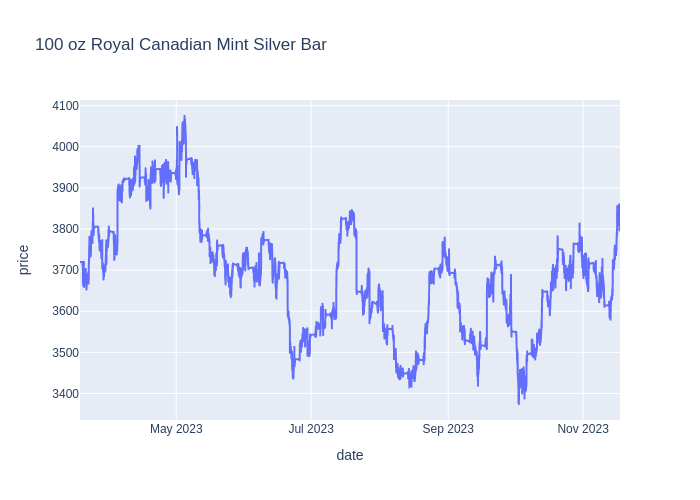 100 oz Royal Canadian Mint Silver Bar
4100
4000
3900
3800
3700
3600
3500
3400
price
May 2023
Jul 2023
Sep 2023
Nov 2023
date